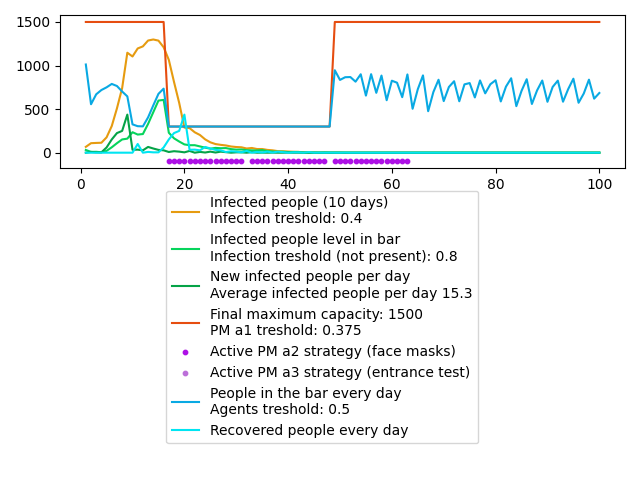 1500
1000
500
0
0
20
40
60
80
100
Infected people (10 days)
Infection treshold: 0.4
Infected people level in bar
Infection treshold (not present): 0.8
New infected people per day
Average infected people per day 15.3
Final maximum capacity: 1500
PM a1 treshold: 0.375
Active PM a2 strategy (face masks)
Active PM a3 strategy (entrance test)
People in the bar every day
Agents treshold: 0.5
Recovered people every day